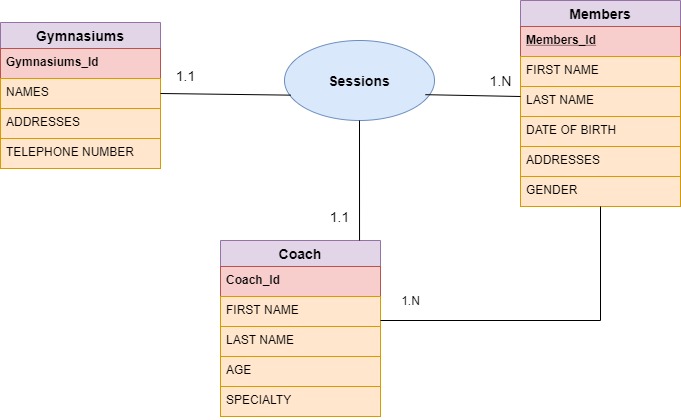 Gymnasiums
Gymnasiums_Id
NAMES
ADDRESSES
TELEPHONE NUMBER
1.1
Sessions
1.N
Members
Members_Id
FIRST NAME
LAST NAME
DATE OF BIRTH
ADDRESSES
GENDER
1.1
Coach
Coach_Id
FIRST NAME
LAST NAME
AGE
SPECIALTY
1.N